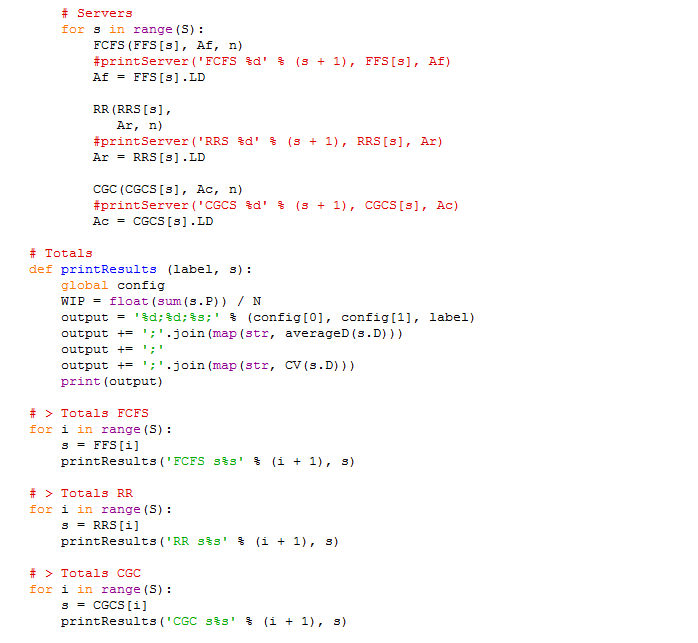 # Servers
    for s in range(S):
        FCFS(FFS[s], Af, n)
        #printServer('FCFS %d' % (s + 1), FFS[s], Af)
        Af = FFS[s].LD

        RR(RRS[s],
           Ar, n)
        #printServer('RRS %d' % (s + 1), RRS[s], Ar)
        Ar = RRS[s].LD

        CGC(CGCS[s], Ac, n)
        #printServer('CGCS %d' % (s + 1), CGCS[s], Ac)
        Ac = CGCS[s].LD

# Totals
def printResults (label, s):
    global config
    WIP = float(sum(s.P)) / N
    output = '%d;%d;%s;' % (config[0], config[1], label)
    output += ';'.join(map(str, averageD(s.D)))
    output += ';'
    output += ';'.join(map(str, CV(s.D)))
    print(output)

# > Totals FCFS
for i in range(S):
    s = FFS[i]
    printResults('FCFS s%s' % (i + 1), s)

# > Totals RR
for i in range(S):
    s = RRS[i]
    printResults('RR s%s' % (i + 1), s)

# > Totals CGC
for i in range(S):
    s = CGCS[i]
    printResults('CGC s%s' % (i + 1), s)